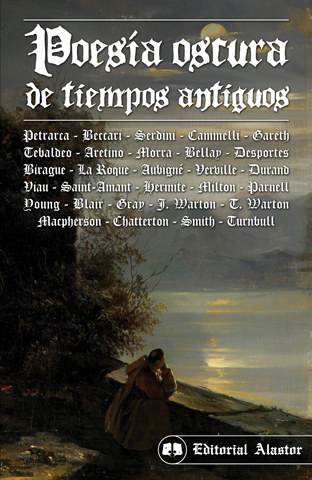 Poesía oscura
de tiempos antiguos
Petrarca - Beccari - Serdini - Cammelli - Gareth
Tebaldeo - Aretino - Morra - Bellay - Desportes
Birague - La Roque - Aubigné - Verville - Durand
Viau - Saint-Amant - Hermite - Milton - Parnell
Young - Blair - Gray - J. Warton - T. Warton
Macpherson - Chatterton - Smith - Turnbull
Editorial Alastor